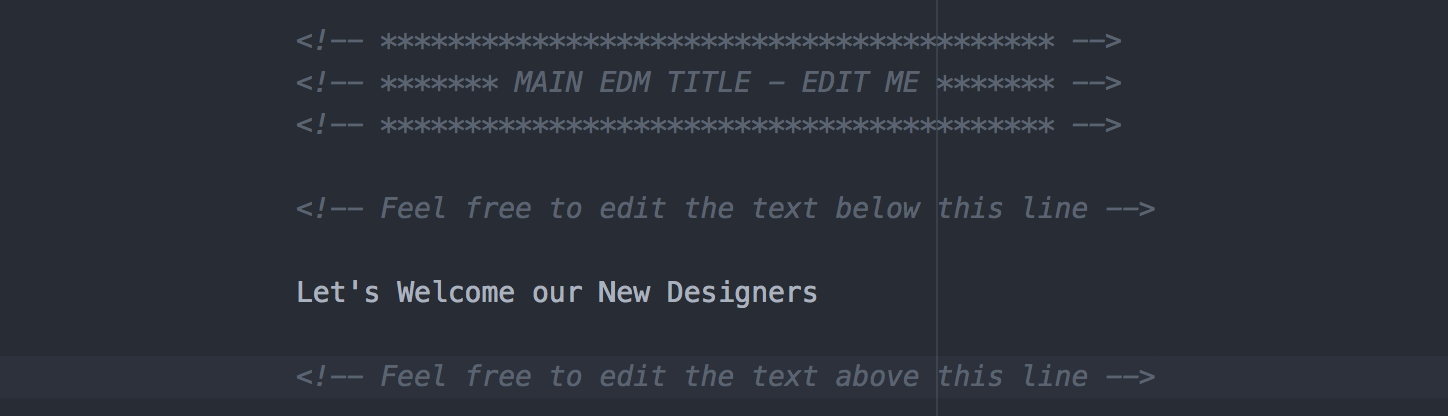 <!-- **************************************** -->
<!-- ******* MAIN EDM TITLE - EDIT ME ******* -->
<!-- **************************************** -->
<!-- Feel free to edit the text below this line -->
Let's Welcome our New Designers
<!-- Feel free to edit the text above this line -->